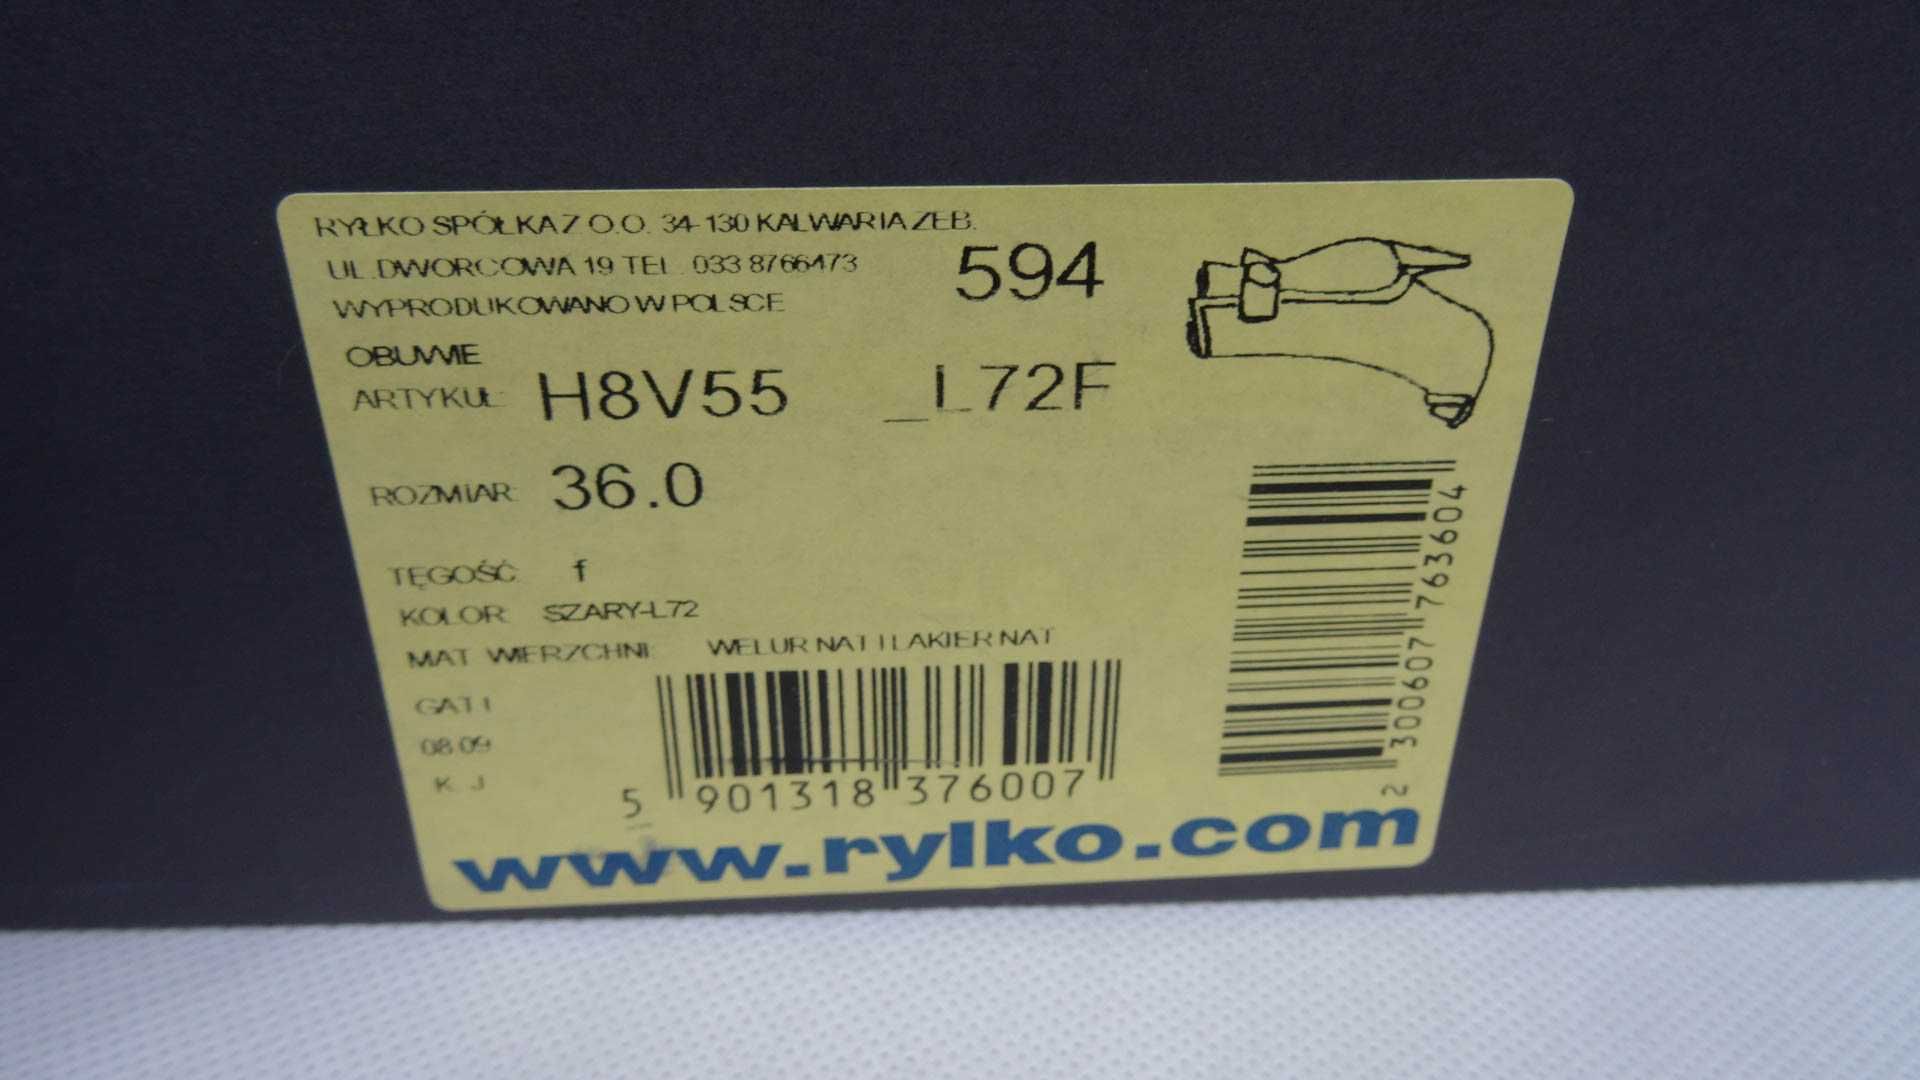 RYŁKO SPÓŁKA Z O.O. 34-130 KALWARIA ZEB.
UL.DWORCOWA 19 TEL. 033 8766473
WYPRODUKOWANO W POLSCE
594
OBUWIE
ARTYKUŁ: H8V55 _L72F
ROZMIAR: 36.0
TĘGOŚĆ: f
KOLOR: SZARY-L72
MAT. WIERZCHNI: WELUR NAT I LAKIER NAT
GAT I
08.09
K. J
5 901318 376007
2 300607 763604
www.rylko.com